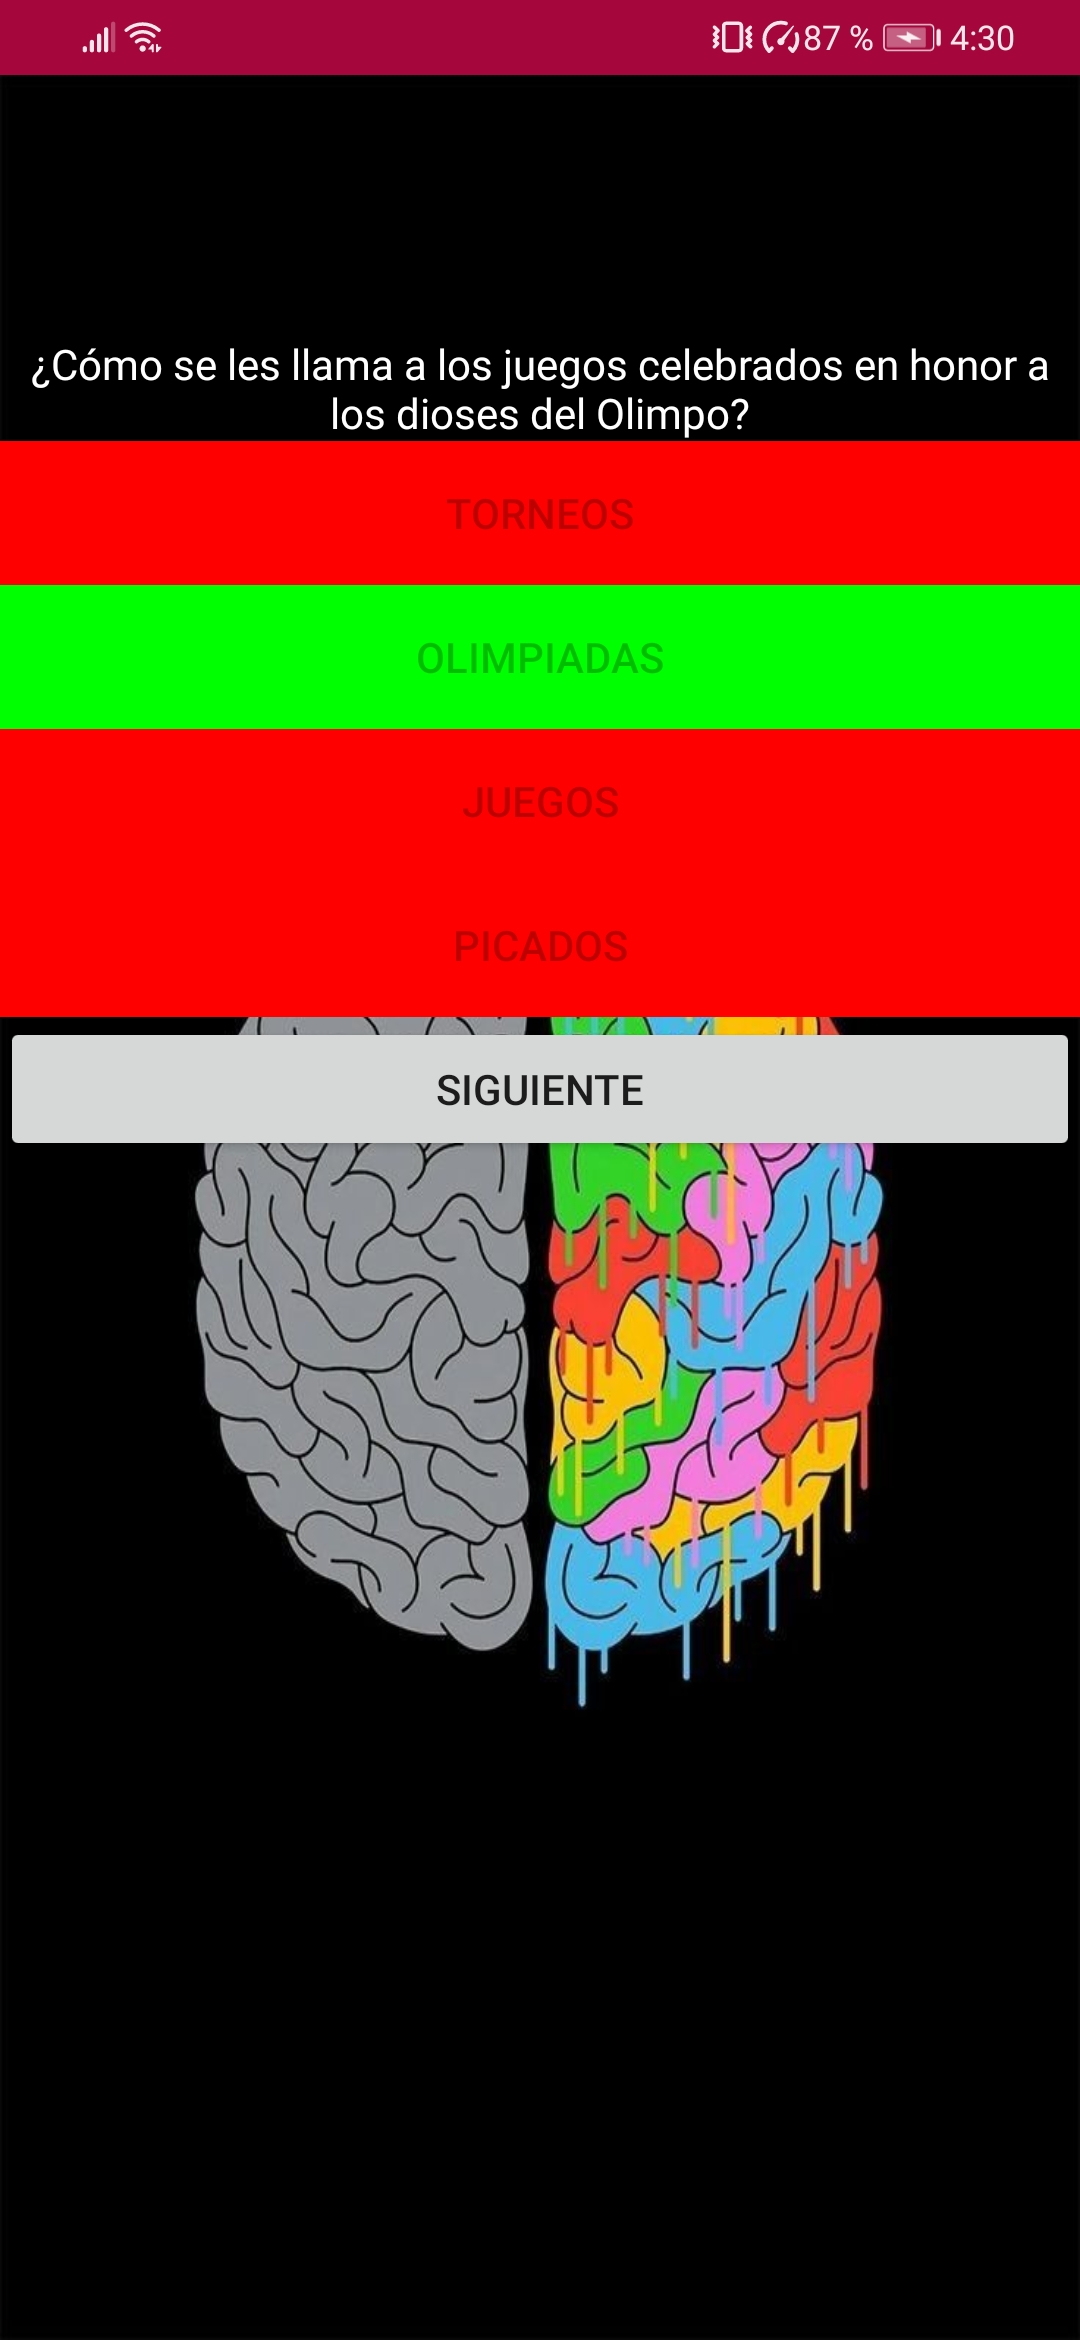 87 % 4:30
¿Cómo se les llama a los juegos celebrados en honor a
los dioses del Olimpo?
TORNEOS
OLIMPIADAS
JUEGOS
PICADOS
SIGUIENTE